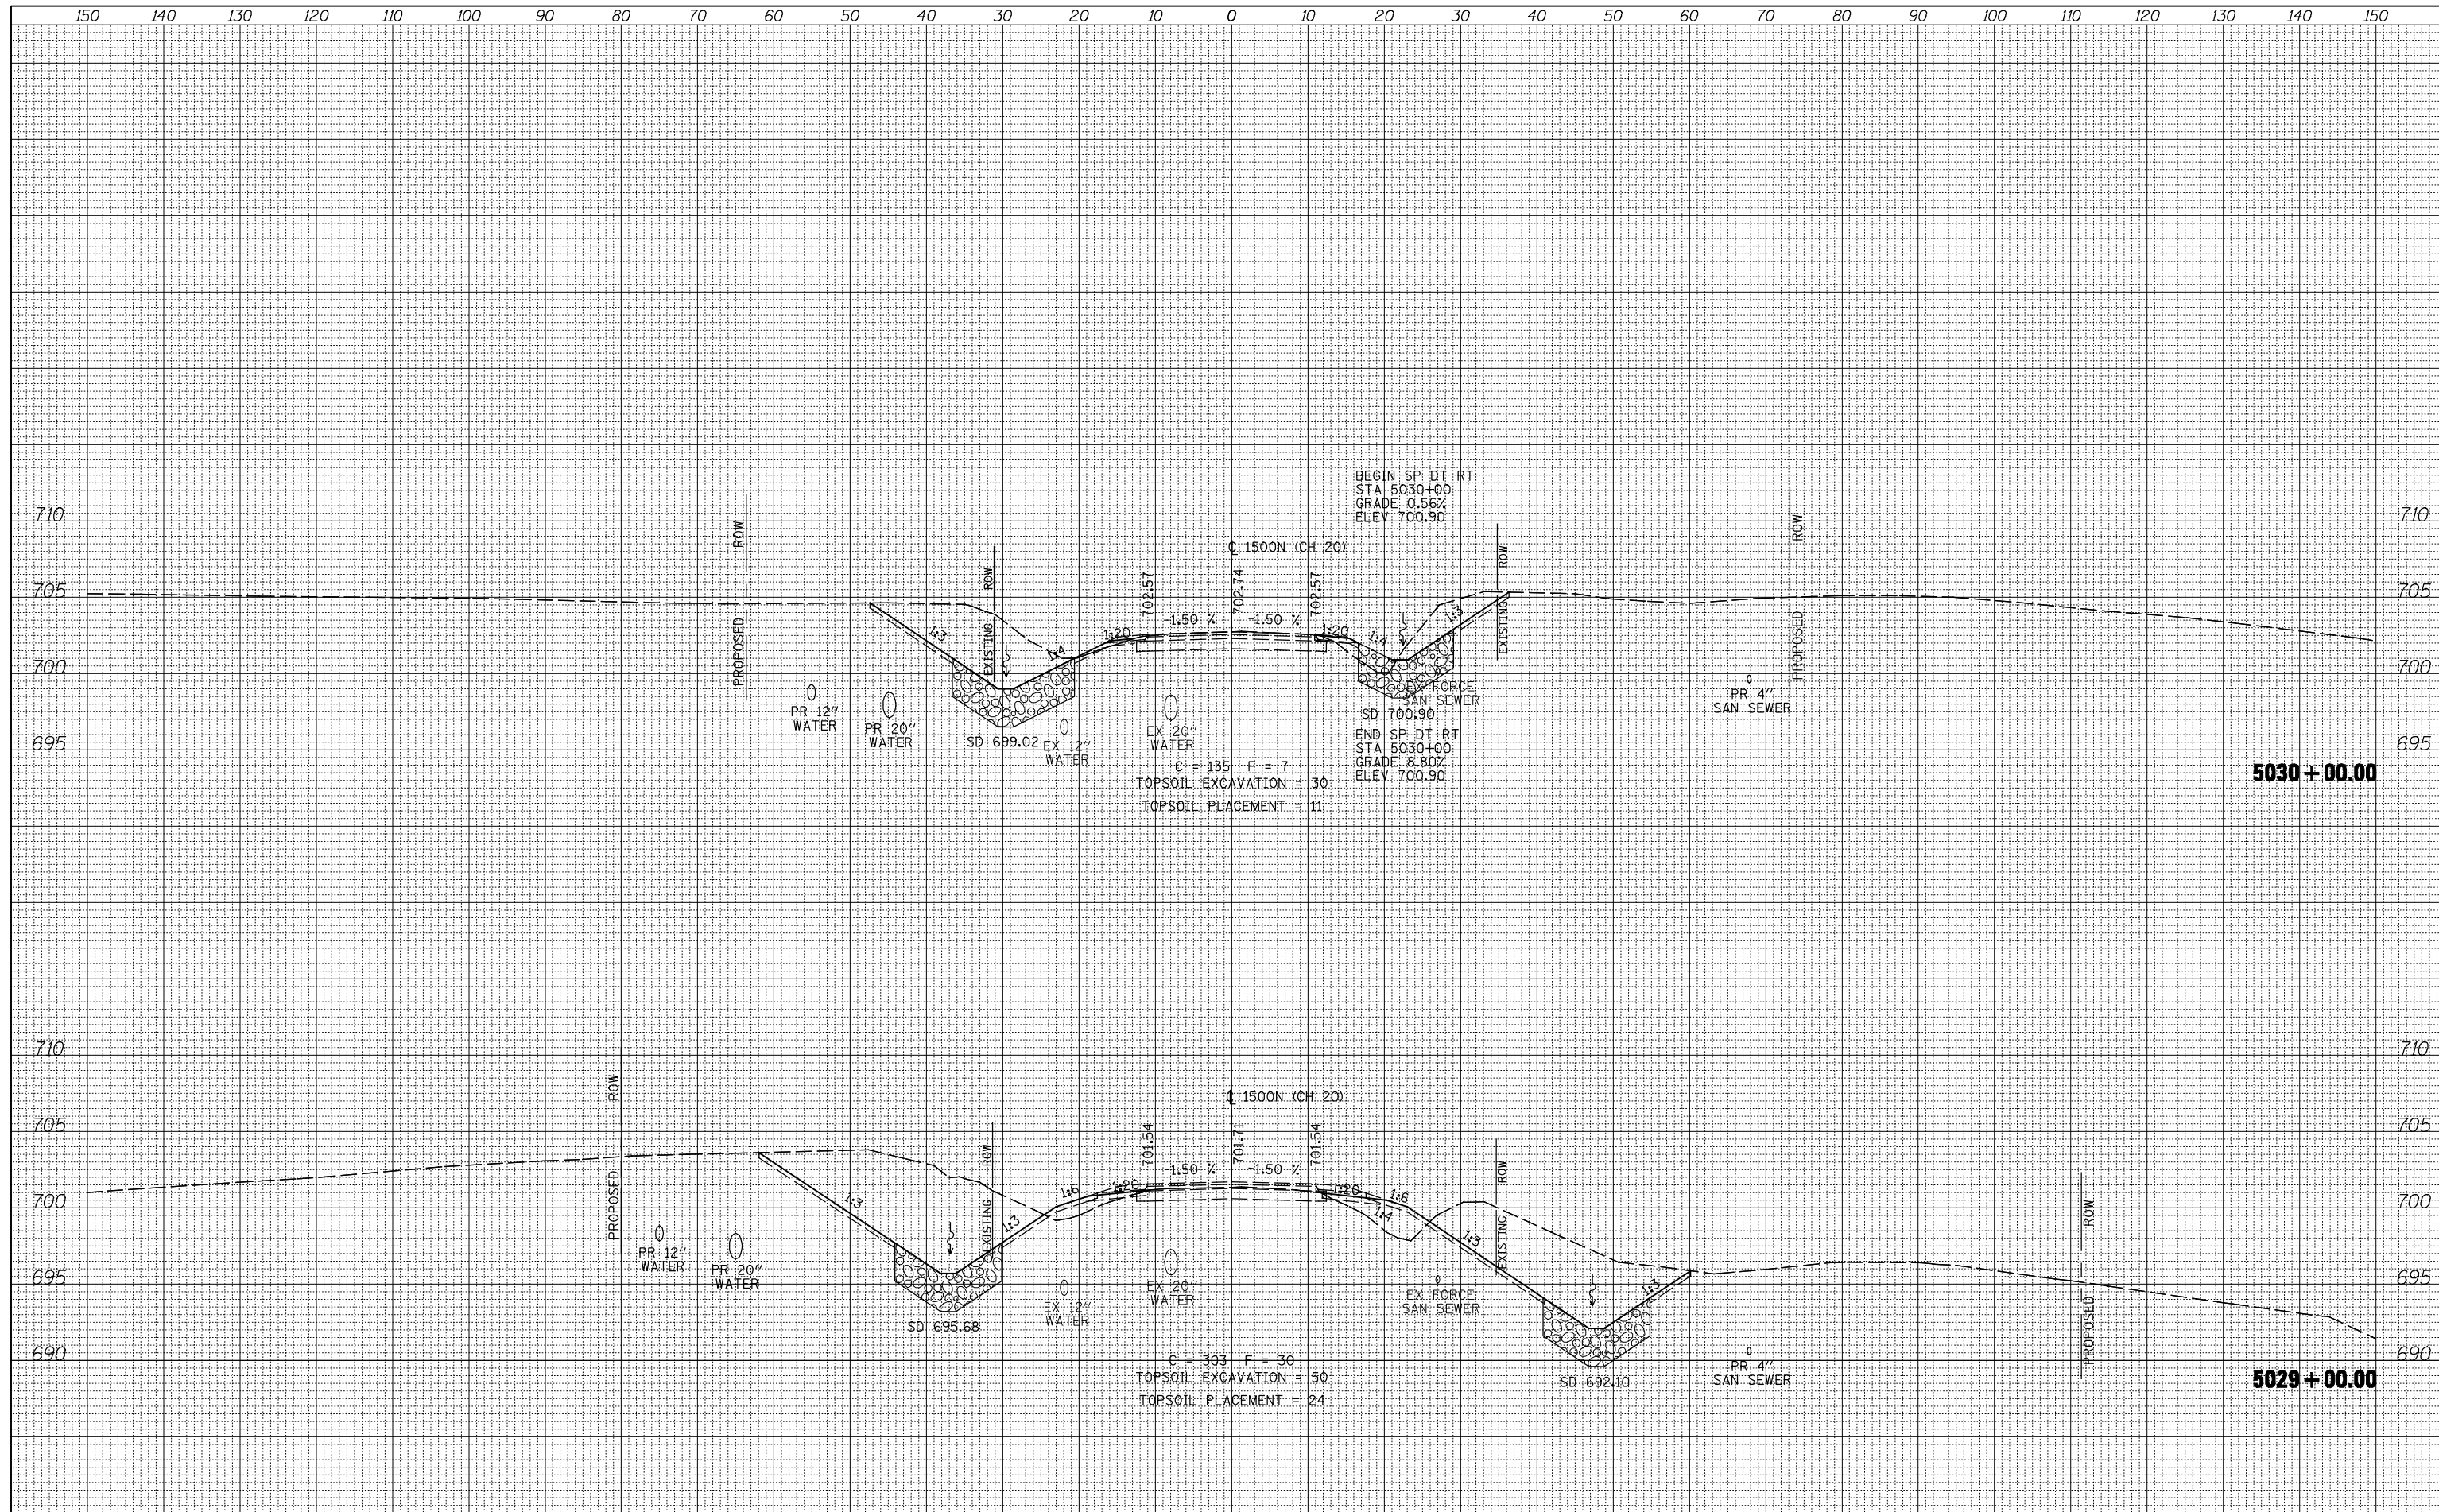 150 140 130 120 110 100 90 80 70 60 50 40 30 20 10 0 10 20 30 40 50 60 70 80 90 100 110 120 130 140 150
BEGIN SP DT RT
STA 5030+00
GRADE 0.56%
ELEV 700.90
710
710
ROW
ROW
℄ 1500N (CH 20)
ROW
ROW
705
705
702.57
702.74
702.57
-1.50 %
-1.50 %
PROPOSED
1:3
EXISTING
1:4
1:20
1:20
1:4
1:3
EXISTING
PROPOSED
700
700
PR 12"
WATER
PR 20"
WATER
SD 699.02
EX 12"
WATER
EX 20"
WATER
EX FORCE
SAN SEWER
SD 700.90
PR 4"
SAN SEWER
695
695
END SP DT RT
STA 5030+00
GRADE 8.80%
ELEV 700.90
C = 135 F = 7
TOPSOIL EXCAVATION = 30
TOPSOIL PLACEMENT = 11
5030+00.00
710
710
ROW
℄ 1500N (CH 20)
705
705
ROW
701.54
701.71
701.54
ROW
-1.50 %
-1.50 %
PROPOSED
1:3
EXISTING
1:3
1:6
1:20
1:20
1:6
1:4
1:3
EXISTING
ROW
700
700
PR 12"
WATER
PR 20"
WATER
EX 12"
WATER
EX 20"
WATER
EX FORCE
SAN SEWER
1:3
695
695
PROPOSED
SD 695.68
690
690
C = 303 F = 30
TOPSOIL EXCAVATION = 50
TOPSOIL PLACEMENT = 24
SD 692.10
PR 4"
SAN SEWER
5029+00.00